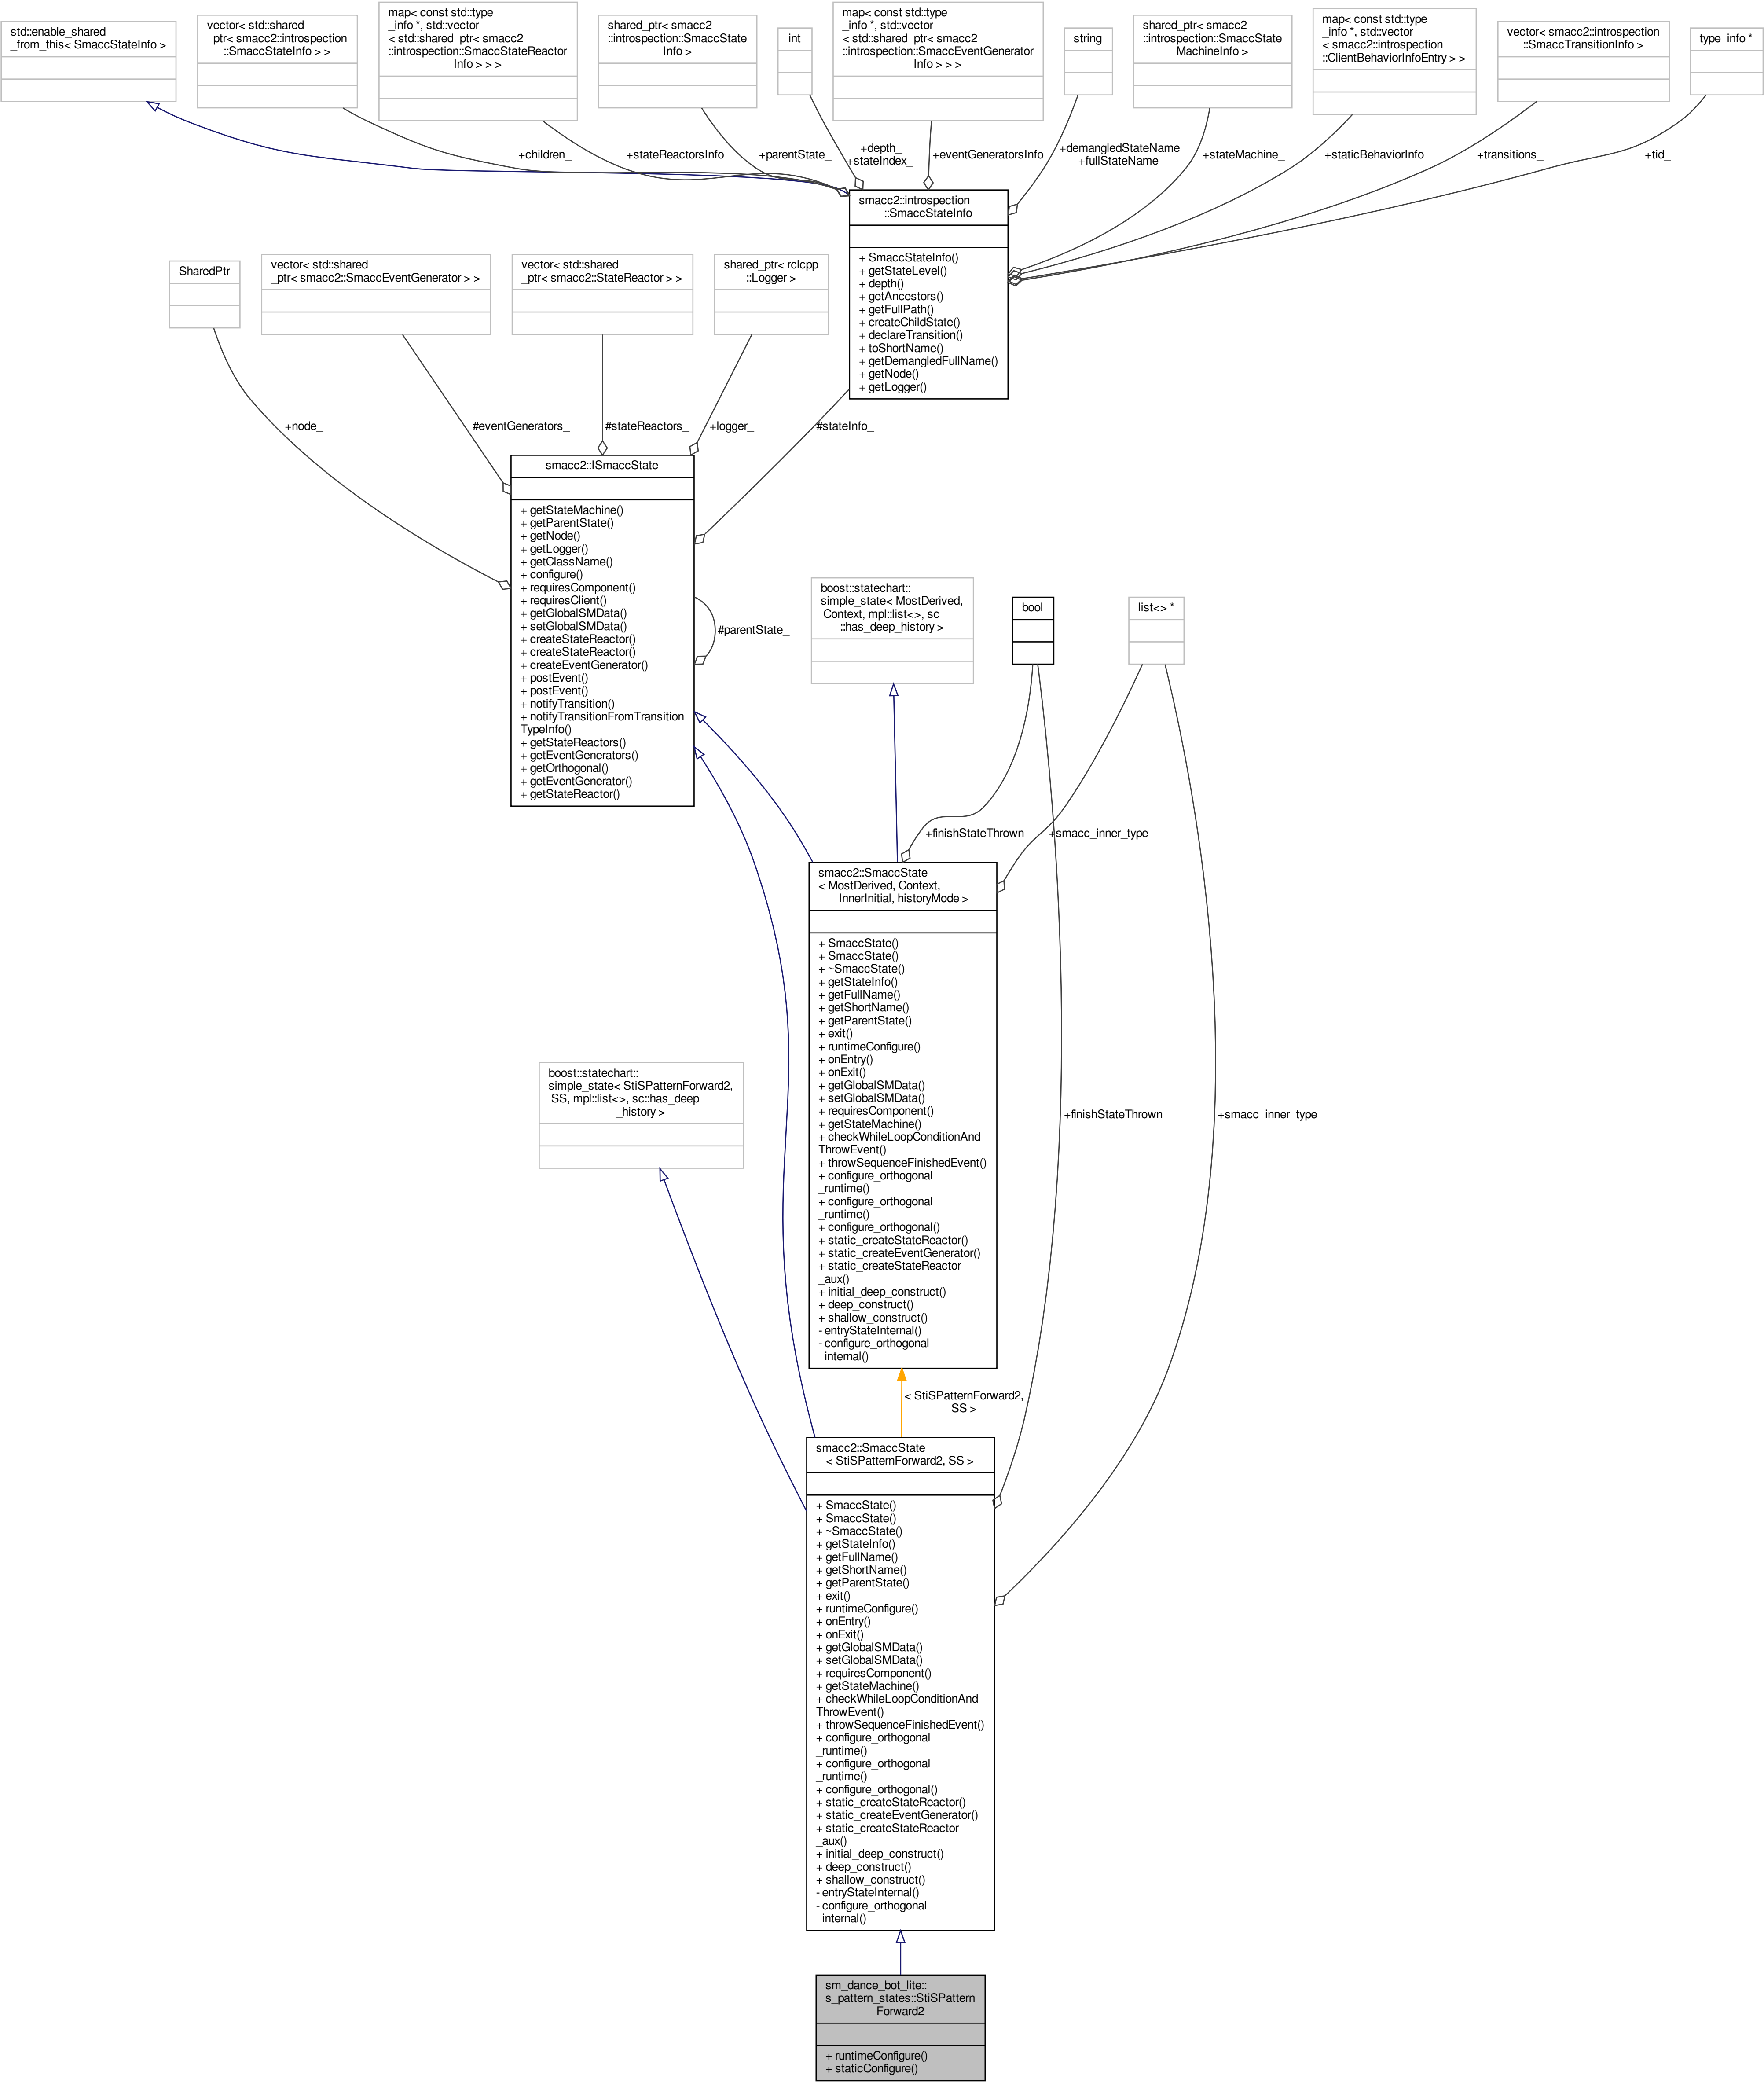 std::enable_shared
_from_this< SmaccStateInfo >
vector< std::shared
_ptr< smacc2::introspection
::SmaccStateInfo > >
map< const std::type
_info *, std::vector
< std::shared_ptr< smacc2
::introspection::SmaccStateReactor
Info > > >
shared_ptr< smacc2
::introspection::SmaccState
Info >
int
map< const std::type
_info *, std::vector
< std::shared_ptr< smacc2
::introspection::SmaccEventGenerator
Info > > >
string
shared_ptr< smacc2
::introspection::SmaccState
MachineInfo >
map< const std::type
_info *, std::vector
< smacc2::introspection
::ClientBehaviorInfoEntry > >
vector< smacc2::introspection
::SmaccTransitionInfo >
type_info *
+children_
+stateReactorsInfo
+parentState_
+depth_
+stateIndex_
+eventGeneratorsInfo
+demangledStateName
+fullStateName
+stateMachine_
+staticBehaviorInfo
+transitions_
+tid_
smacc2::introspection
::SmaccStateInfo
+ SmaccStateInfo()
+ getStateLevel()
+ depth()
+ getAncestors()
+ getFullPath()
+ createChildState()
+ declareTransition()
+ toShortName()
+ getDemangledFullName()
+ getNode()
+ getLogger()
SharedPtr
vector< std::shared
_ptr< smacc2::SmaccEventGenerator > >
vector< std::shared
_ptr< smacc2::StateReactor > >
shared_ptr< rclcpp
::Logger >
+node_
#eventGenerators_
#stateReactors_
+logger_
#stateInfo_
smacc2::ISmaccState
+ getStateMachine()
+ getParentState()
+ getNode()
+ getLogger()
+ getClassName()
+ configure()
+ requiresComponent()
+ requiresClient()
+ getGlobalSMData()
+ setGlobalSMData()
+ createStateReactor()
+ createStateReactor()
+ createEventGenerator()
+ postEvent()
+ postEvent()
+ notifyTransition()
+ notifyTransitionFromTransition
TypeInfo()
+ getStateReactors()
+ getEventGenerators()
+ getOrthogonal()
+ getEventGenerator()
+ getStateReactor()
#parentState_
boost::statechart::
simple_state< MostDerived,
Context, mpl::list<>, sc
::has_deep_history >
bool
list<> *
+finishStateThrown
+smacc_inner_type
smacc2::SmaccState
< MostDerived, Context,
InnerInitial, historyMode >
+ SmaccState()
+ SmaccState()
+ ~SmaccState()
+ getStateInfo()
+ getFullName()
+ getShortName()
+ getParentState()
+ exit()
+ runtimeConfigure()
+ onEntry()
+ onExit()
+ getGlobalSMData()
+ setGlobalSMData()
+ requiresComponent()
+ getStateMachine()
+ checkWhileLoopConditionAnd
ThrowEvent()
+ throwSequenceFinishedEvent()
+ configure_orthogonal
_runtime()
+ configure_orthogonal
_runtime()
+ configure_orthogonal()
+ static_createStateReactor()
+ static_createEventGenerator()
+ static_createStateReactor
_aux()
+ initial_deep_construct()
+ deep_construct()
+ shallow_construct()
- entryStateInternal()
- configure_orthogonal
_internal()
boost::statechart::
simple_state< StiSPatternForward2,
SS, mpl::list<>, sc::has_deep
_history >
+finishStateThrown
+smacc_inner_type
< StiSPatternForward2,
SS >
smacc2::SmaccState
< StiSPatternForward2, SS >
+ SmaccState()
+ SmaccState()
+ ~SmaccState()
+ getStateInfo()
+ getFullName()
+ getShortName()
+ getParentState()
+ exit()
+ runtimeConfigure()
+ onEntry()
+ onExit()
+ getGlobalSMData()
+ setGlobalSMData()
+ requiresComponent()
+ getStateMachine()
+ checkWhileLoopConditionAnd
ThrowEvent()
+ throwSequenceFinishedEvent()
+ configure_orthogonal
_runtime()
+ configure_orthogonal
_runtime()
+ configure_orthogonal()
+ static_createStateReactor()
+ static_createEventGenerator()
+ static_createStateReactor
_aux()
+ initial_deep_construct()
+ deep_construct()
+ shallow_construct()
- entryStateInternal()
- configure_orthogonal
_internal()
sm_dance_bot_lite::
s_pattern_states::StiSPattern
Forward2
+ runtimeConfigure()
+ staticConfigure()